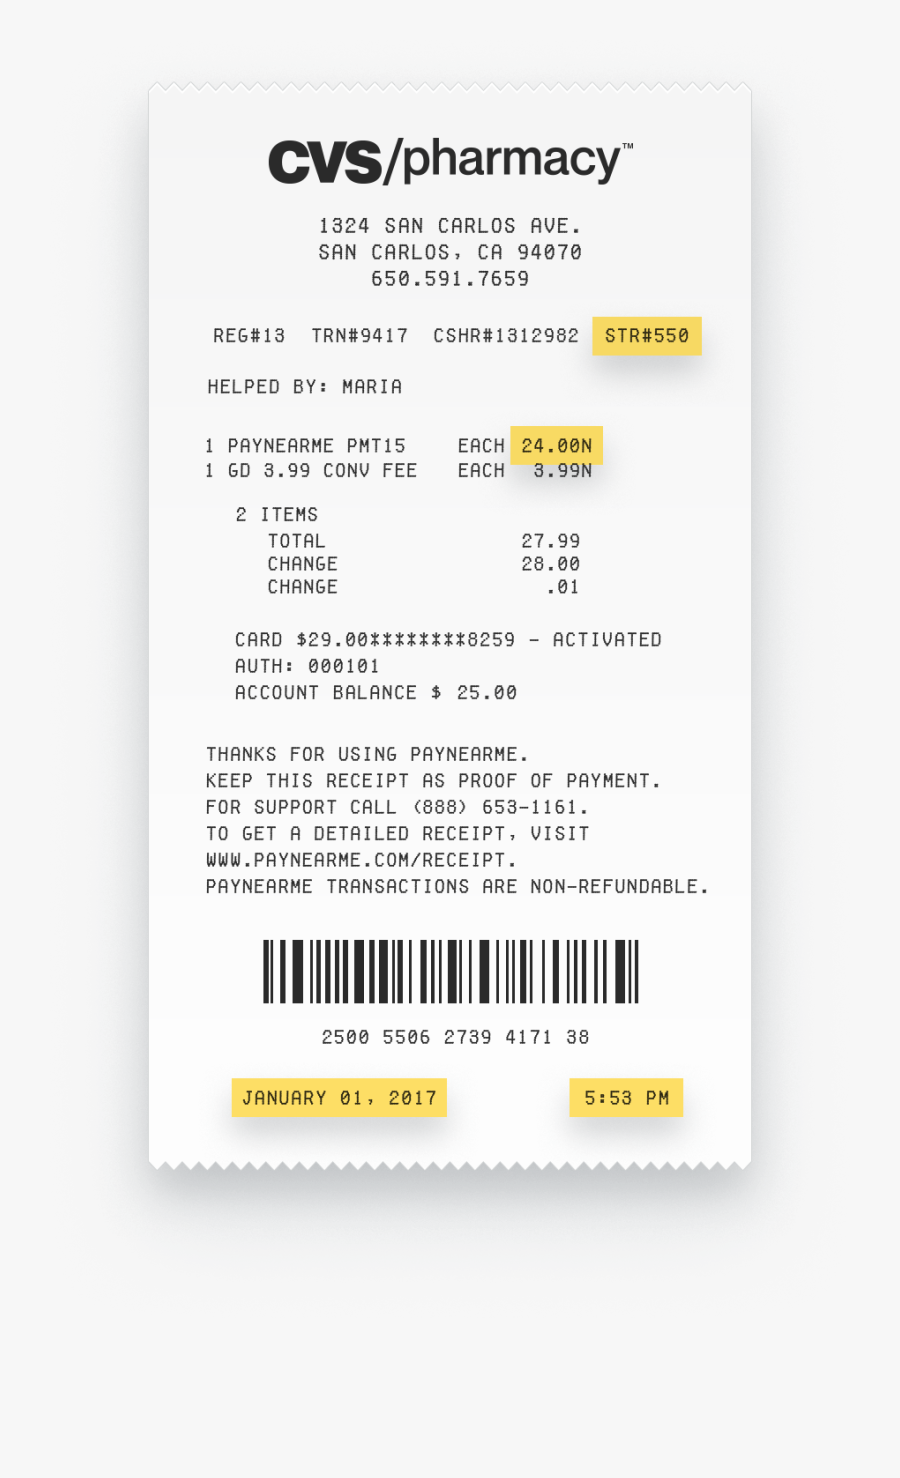 CVS/pharmacy™
1324 SAN CARLOS AVE.
SAN CARLOS, CA 94070
650.591.7659
REG#13 TRN#9417 CSHR#1312982 STR#550
HELPED BY: MARIA
1 PAYNEARME PMT15 EACH 24.00N
1 GD 3.99 CONV FEE EACH 3.99N
2 ITEMS
TOTAL 27.99
CHANGE 28.00
CHANGE .01
CARD $29.00********8259 - ACTIVATED
AUTH: 000101
ACCOUNT BALANCE $ 25.00
THANKS FOR USING PAYNEARME.
KEEP THIS RECEIPT AS PROOF OF PAYMENT.
FOR SUPPORT CALL (888) 653-1161.
TO GET A DETAILED RECEIPT, VISIT
WWW.PAYNEARME.COM/RECEIPT.
PAYNEARME TRANSACTIONS ARE NON-REFUNDABLE.
2500 5506 2739 4171 38
JANUARY 01, 2017 5:53 PM